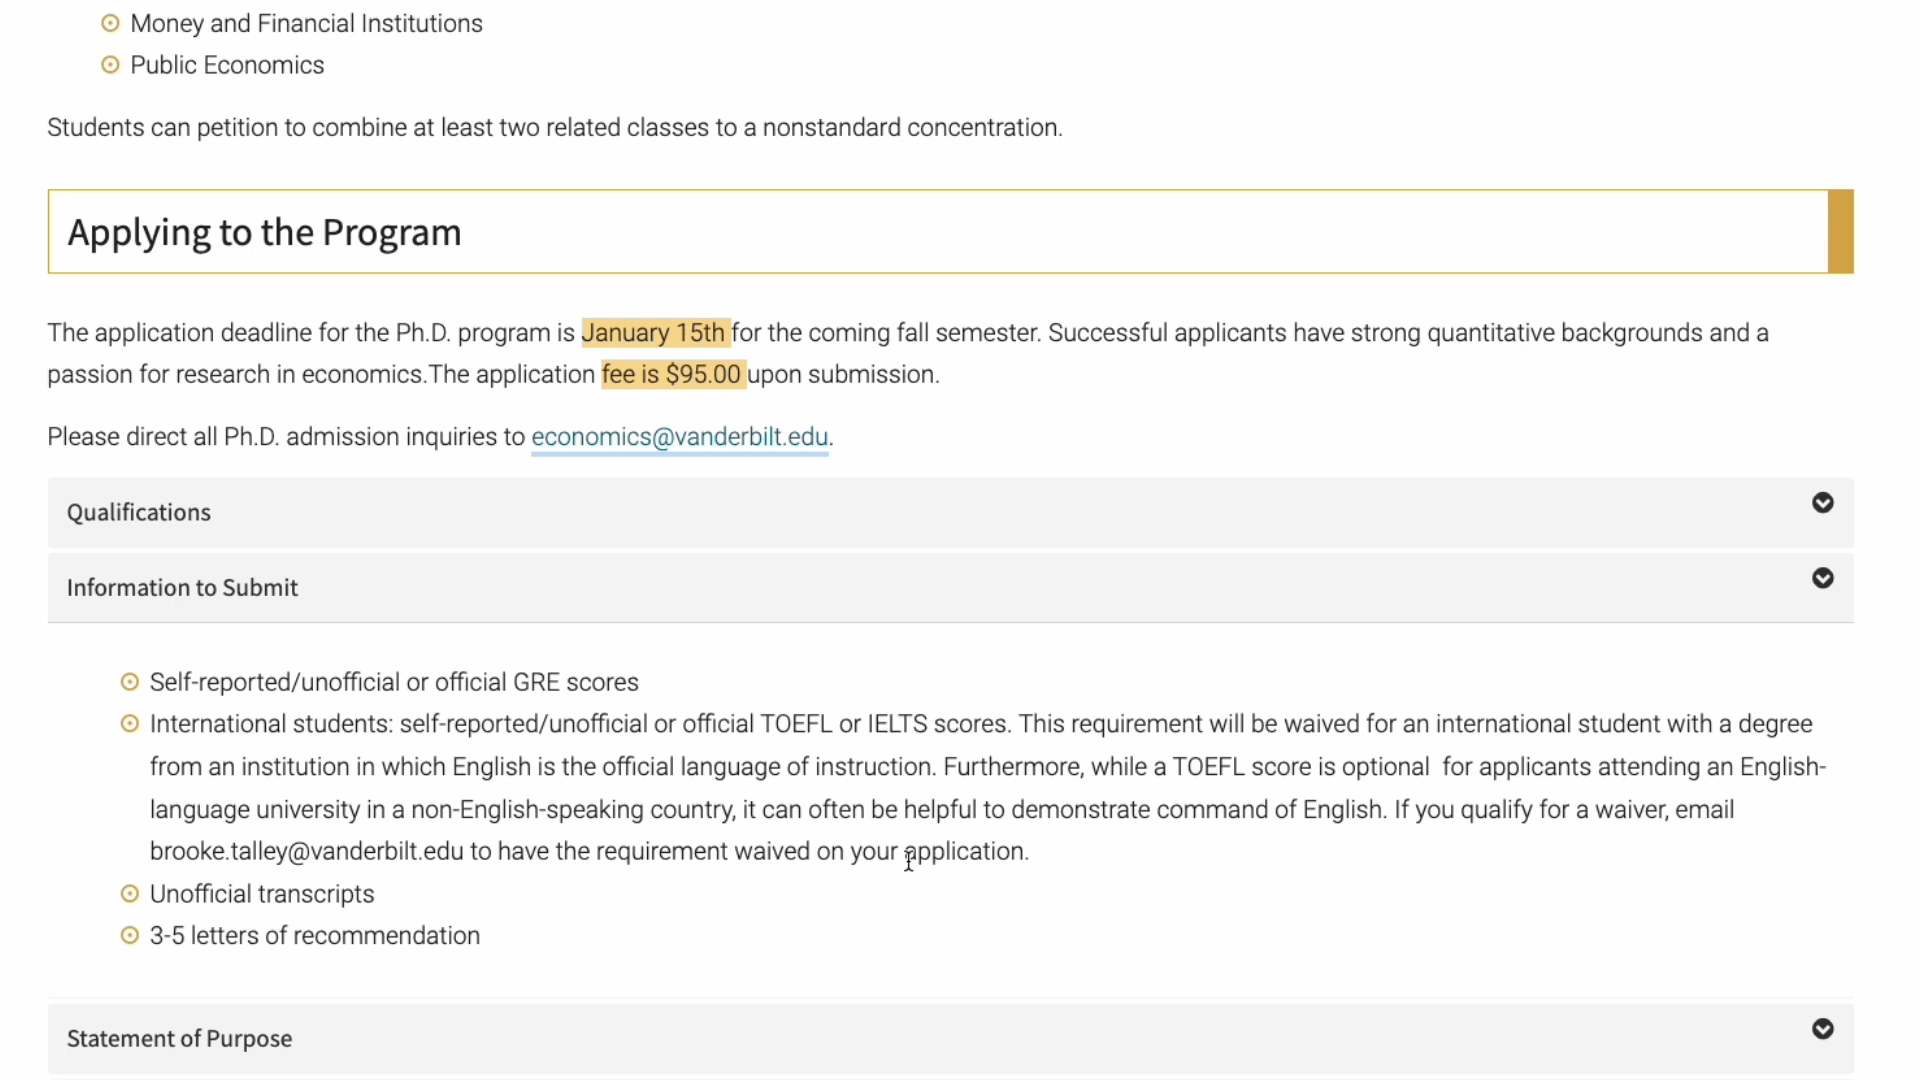 Money and Financial Institutions
Public Economics
Students can petition to combine at least two related classes to a nonstandard concentration.
Applying to the Program
The application deadline for the Ph.D. program is January 15th for the coming fall semester. Successful applicants have strong quantitative backgrounds and a
passion for research in economics.The application fee is $95.00 upon submission.
Please direct all Ph.D. admission inquiries to economics@vanderbilt.edu.
Qualifications
Information to Submit
Self-reported/unofficial or official GRE scores
International students: self-reported/unofficial or official TOEFL or IELTS scores. This requirement will be waived for an international student with a degree
from an institution in which English is the official language of instruction. Furthermore, while a TOEFL score is optional  for applicants attending an English-
language university in a non-English-speaking country, it can often be helpful to demonstrate command of English. If you qualify for a waiver, email
brooke.talley@vanderbilt.edu to have the requirement waived on your application.
Unofficial transcripts
3-5 letters of recommendation
Statement of Purpose